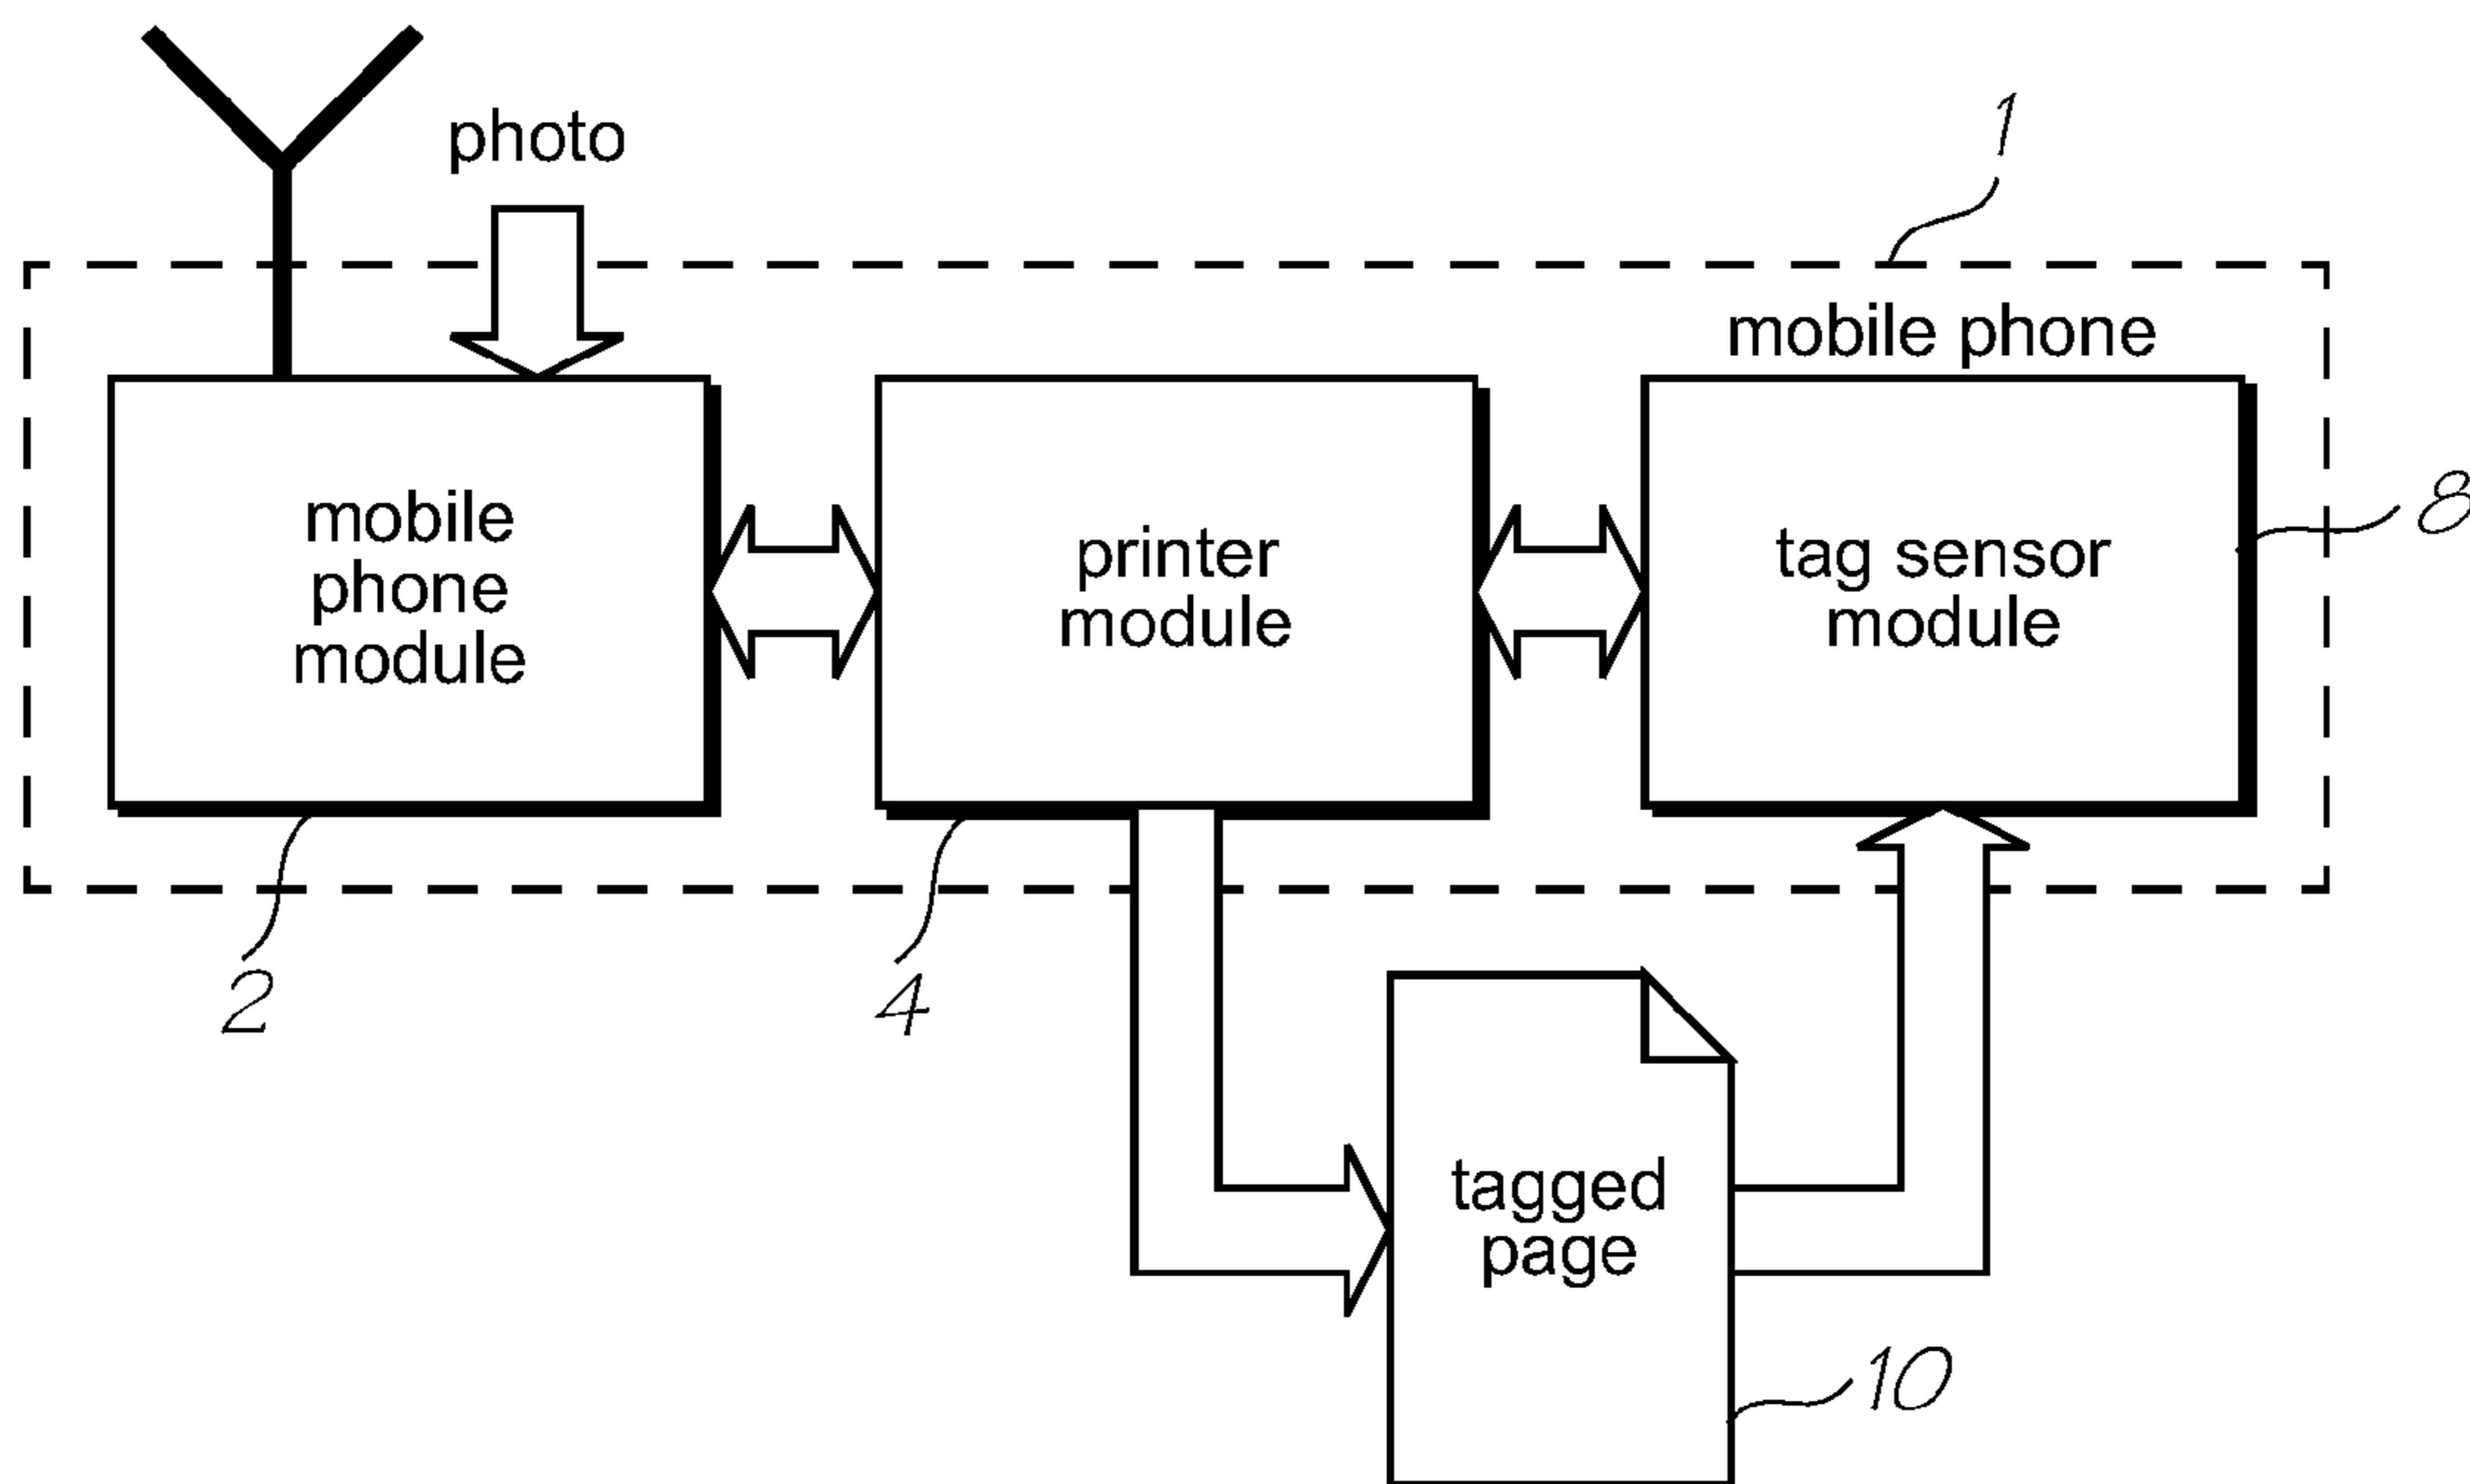 photo
1
mobile phone
mobile
phone
module
printer
module
tag sensor
module
8
2
4
tagged
page
10